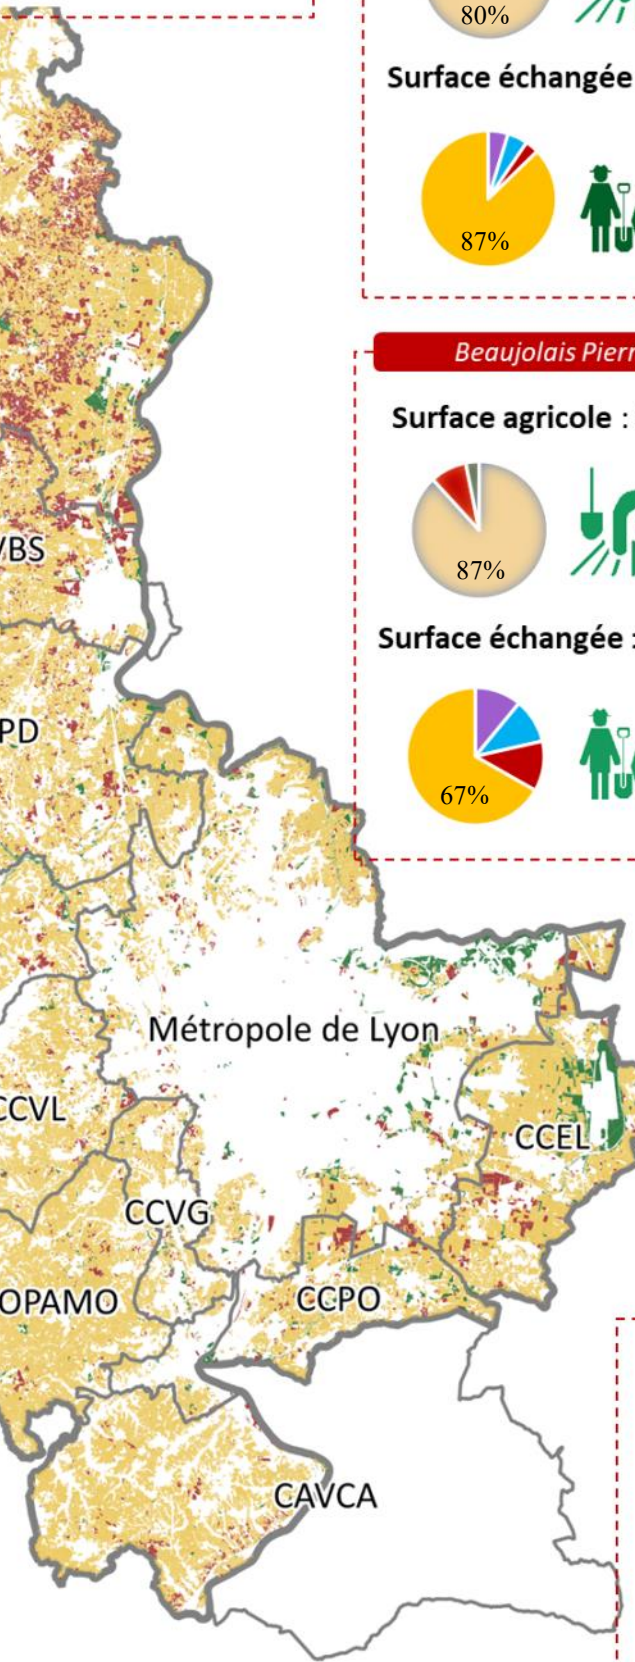 80%
Surface échangée
87%
Beaujolais Pierr
Surface agricole :
87%
Surface échangée :
67%
VBS
PD
Métropole de Lyon
CCVL
CCEL
CCVG
OPAMO
CCPO
CAVCA